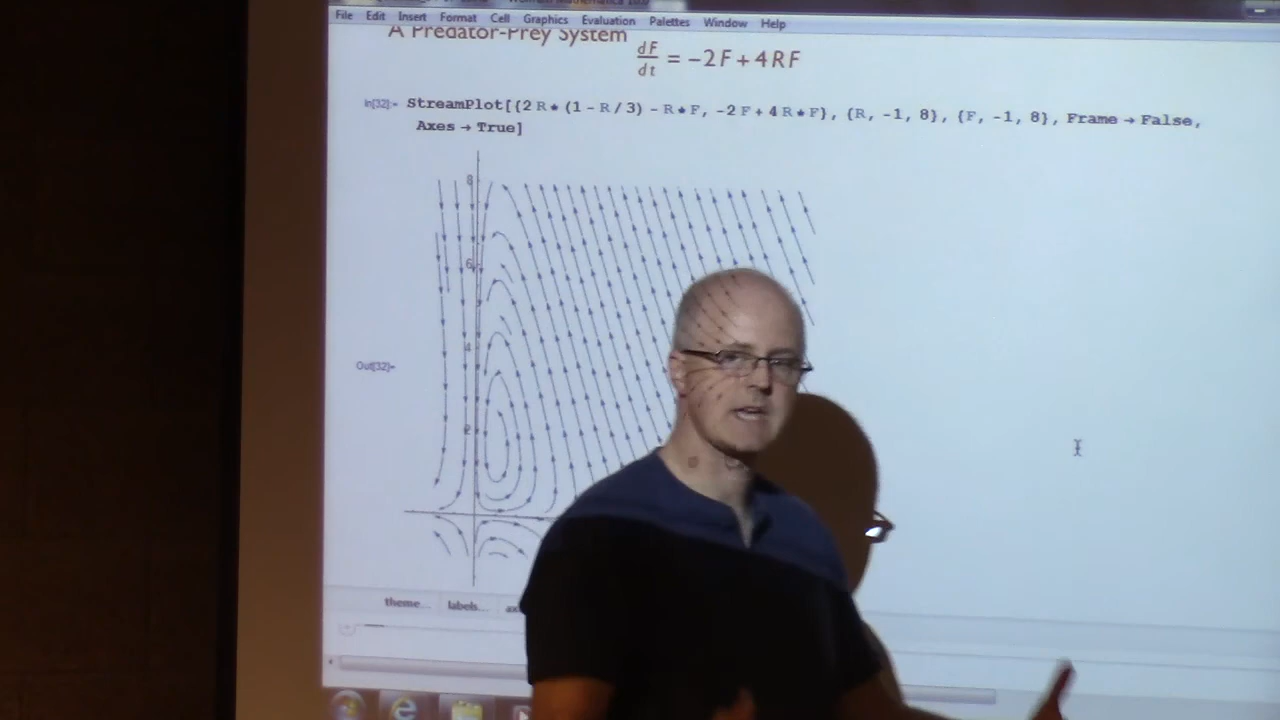 File Edit Insert Format Cell Graphics Evaluation Palettes Window Help
A Predator-Prey System
dF/dt = −2F + 4RF
In[32]:= StreamPlot[{2 R * (1 - R / 3) - R * F, -2 F + 4 R * F}, {R, -1, 8}, {F, -1, 8}, Frame → False,
Axes → True]
8
6
4
Out[32]=
2
theme... labels...